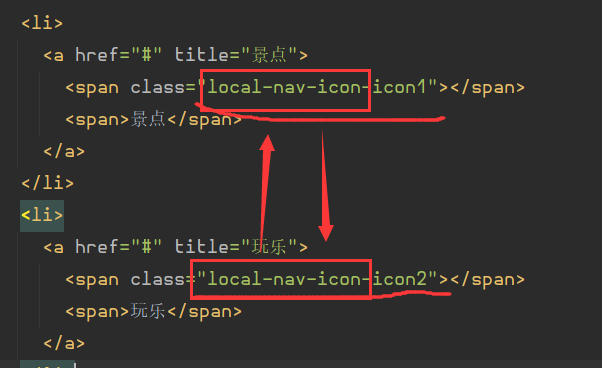 <li>
<a href="#" title="景点">
<span class="local-nav-icon-icon1"></span>
<span>景点</span>
</a>
</li>
<li>
<a href="#" title="玩乐">
<span class="local-nav-icon-icon2"></span>
<span>玩乐</span>
</a>